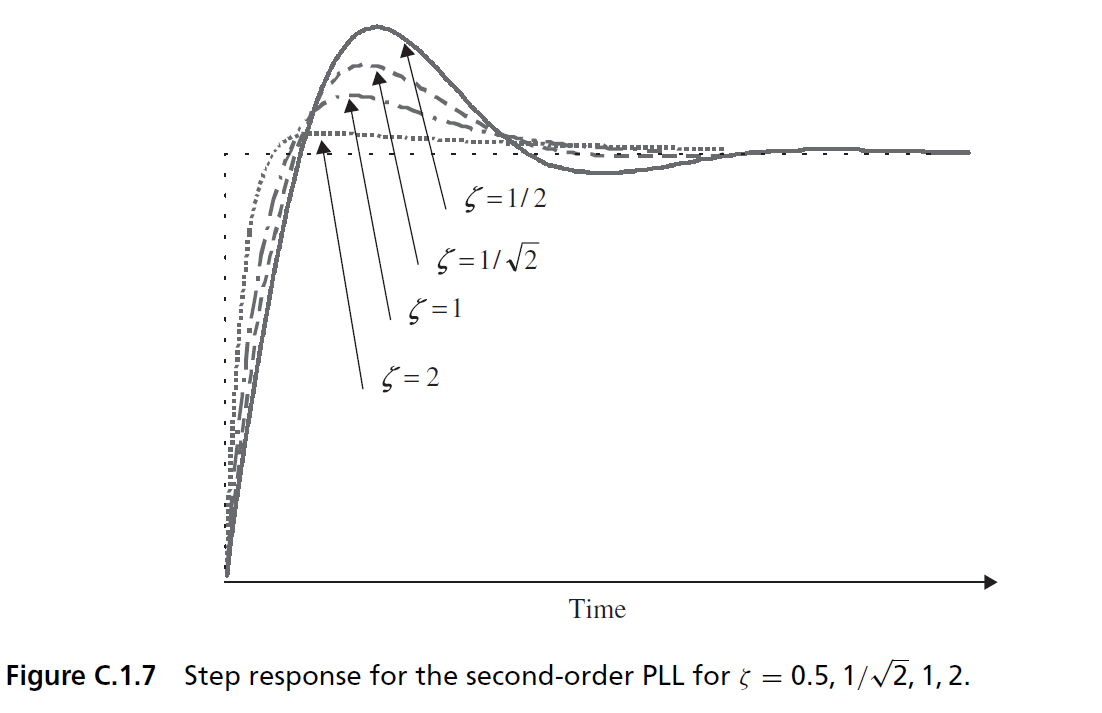 ζ = 1/2
ζ = 1/√2
ζ = 1
ζ = 2
Time
Figure C.1.7 Step response for the second-order PLL for ζ = 0.5, 1/√2, 1, 2.